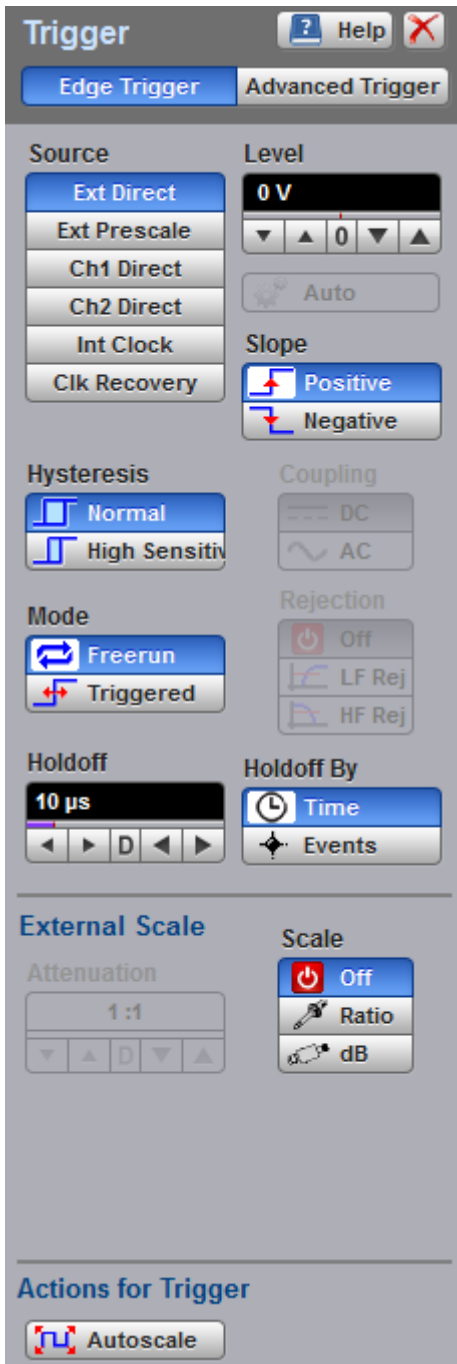 Trigger
? Help
Edge Trigger Advanced Trigger
Source Level
Ext Direct
0 V
Ext Prescale
0
Ch1 Direct
Ch2 Direct
Auto
Int Clock
Slope
Clk Recovery
Positive
Negative
Hysteresis
Normal
High Sensitiv
Coupling
DC
AC
Mode
Freerun
Triggered
Rejection
Off
LF Rej
HF Rej
Holdoff
10 µs
D
Holdoff By
Time
Events
External Scale
Attenuation
1 :1
D
Scale
Off
Ratio
dB
Actions for Trigger
Autoscale